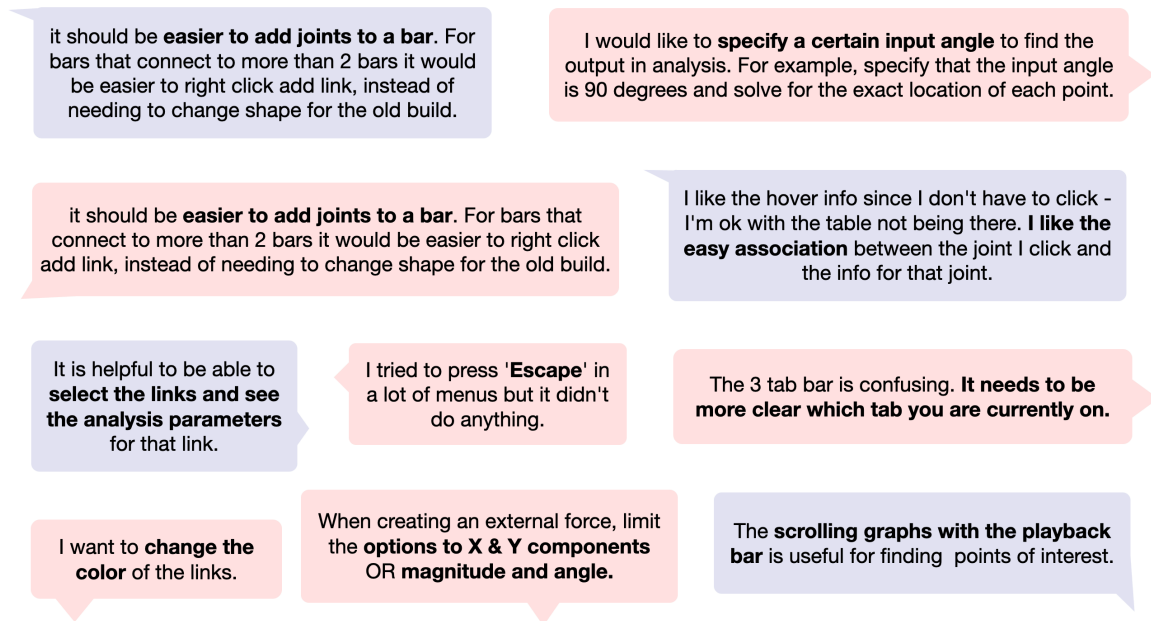 it should be easier to add joints to a bar. For
bars that connect to more than 2 bars it would
be easier to right click add link, instead of
needing to change shape for the old build.
I would like to specify a certain input angle to find the
output in analysis. For example, specify that the input angle
is 90 degrees and solve for the exact location of each point.
it should be easier to add joints to a bar. For bars that
connect to more than 2 bars it would be easier to right click
add link, instead of needing to change shape for the old build.
I like the hover info since I don't have to click -
I'm ok with the table not being there. I like the
easy association between the joint I click and
the info for that joint.
It is helpful to be able to
select the links and see
the analysis parameters
for that link.
I tried to press 'Escape' in
a lot of menus but it didn't
do anything.
The 3 tab bar is confusing. It needs to be
more clear which tab you are currently on.
I want to change the
color of the links.
When creating an external force, limit
the options to X & Y components
OR magnitude and angle.
The scrolling graphs with the playback
bar is useful for finding  points of interest.